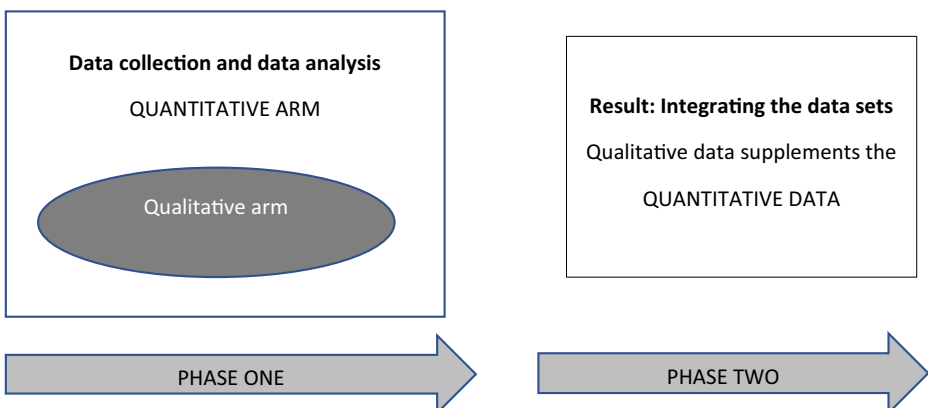 Data collection and data analysis
QUANTITATIVE ARM
Qualitative arm
PHASE ONE
Result: Integrating the data sets
Qualitative data supplements the
QUANTITATIVE DATA
PHASE TWO